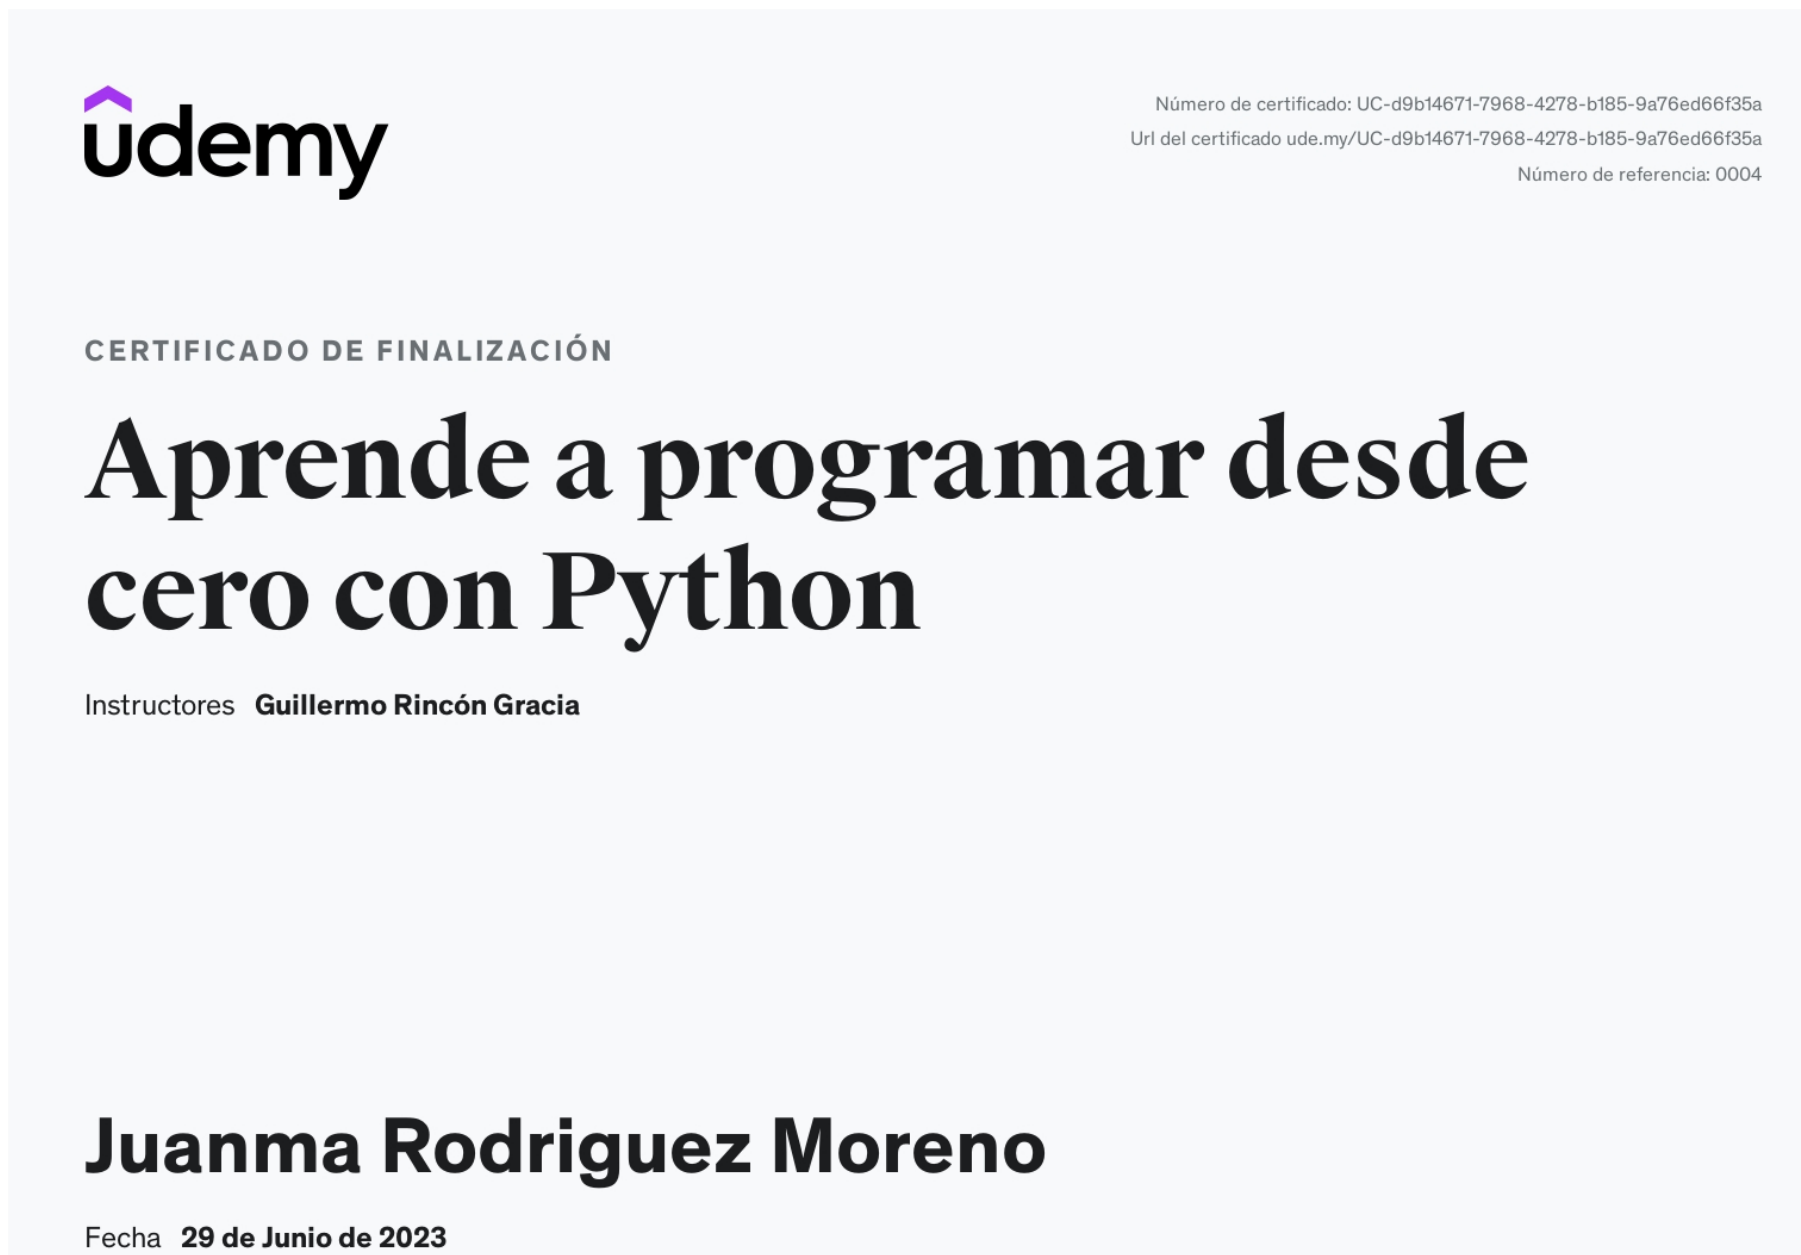 udemy
Número de certificado: UC-d9b14671-7968-4278-b185-9a76ed66f35a
Url del certificado ude.my/UC-d9b14671-7968-4278-b185-9a76ed66f35a
Número de referencia: 0004
CERTIFICADO DE FINALIZACIÓN
Aprende a programar desde
cero con Python
Instructores Guillermo Rincón Gracia
Juanma Rodriguez Moreno
Fecha 29 de Junio de 2023